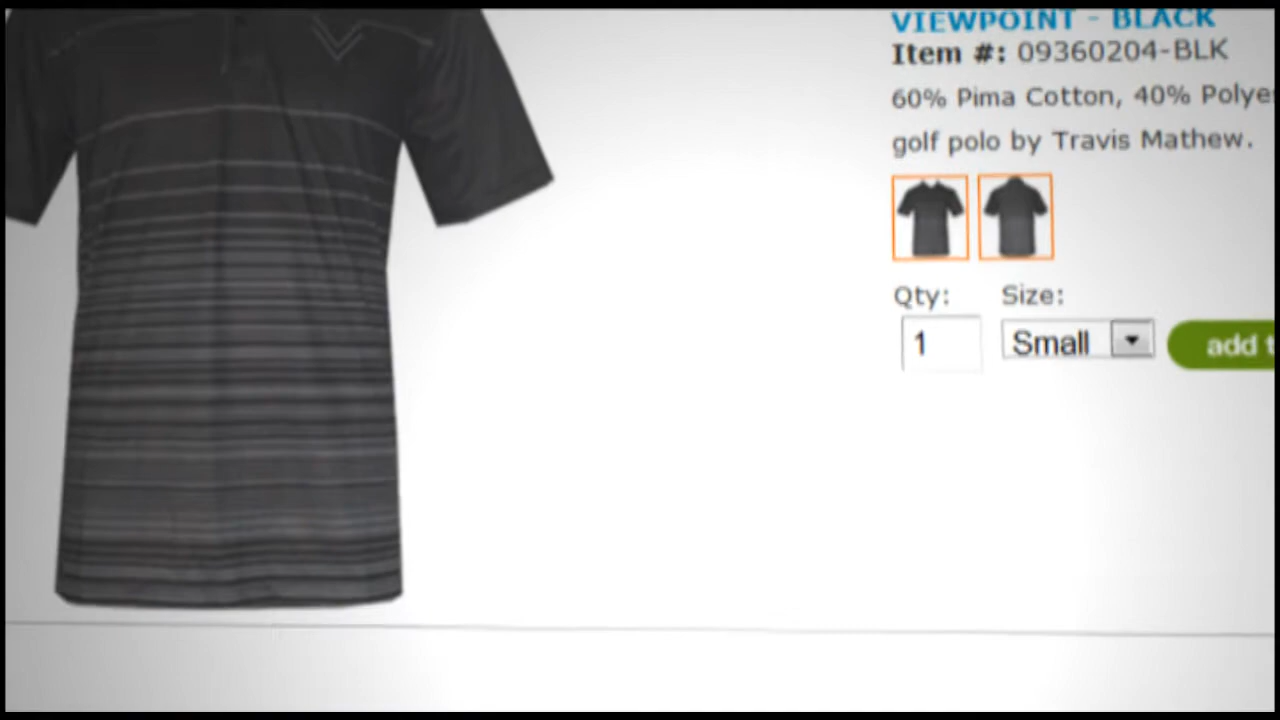 VIEWPOINT - BLACK
Item #: 09360204-BLK
60% Pima Cotton, 40% Polye
golf polo by Travis Mathew.
Qty: Size:
1 Small add t